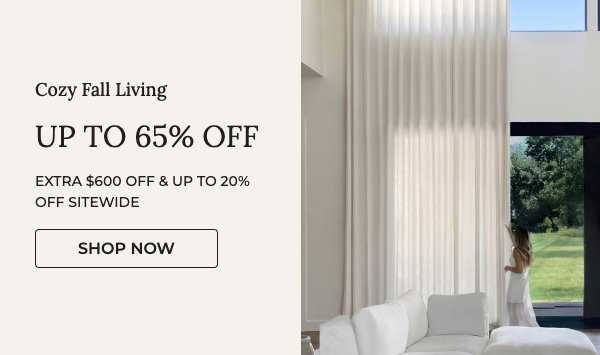 Cozy Fall Living
UP TO 65% OFF
EXTRA $600 OFF & UP TO 20%
OFF SITEWIDE
SHOP NOW